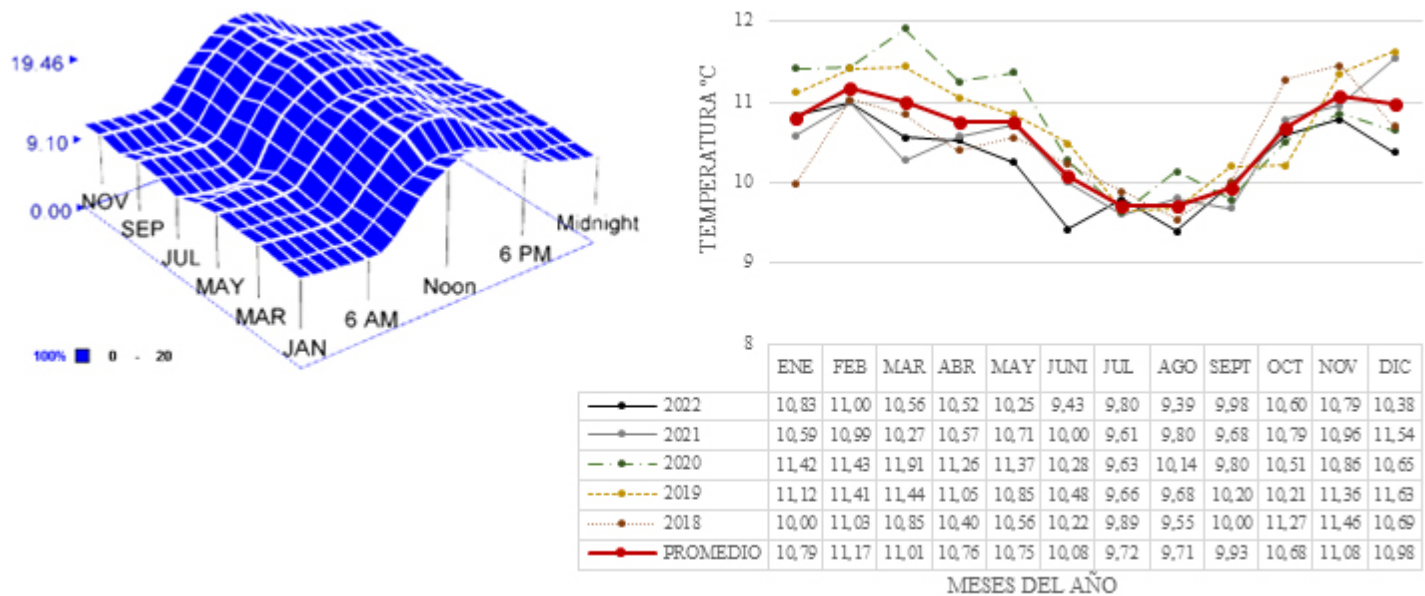 19.46
9.10
0.00
NOV
SEP
JUL
MAY
MAR
JAN
6 AM
Noon
6 PM
Midnight
100% 0 - 20
TEMPERATURA ºC
12
11
10
9
8
ENE FEB MAR ABR MAY JUNI JUL AGO SEPT OCT NOV DIC
2022 10,83 11,00 10,56 10,52 10,25 9,43 9,80 9,39 9,98 10,60 10,79 10,38
2021 10,59 10,99 10,27 10,57 10,71 10,00 9,61 9,80 9,68 10,79 10,96 11,54
2020 11,42 11,43 11,91 11,26 11,37 10,28 9,63 10,14 9,80 10,51 10,86 10,65
2019 11,12 11,41 11,44 11,05 10,85 10,48 9,66 9,68 10,20 10,21 11,36 11,63
2018 10,00 11,03 10,85 10,40 10,56 10,22 9,89 9,55 10,00 11,27 11,46 10,69
PROMEDIO 10,79 11,17 11,01 10,76 10,75 10,08 9,72 9,71 9,93 10,68 11,08 10,98
MESES DEL AÑO